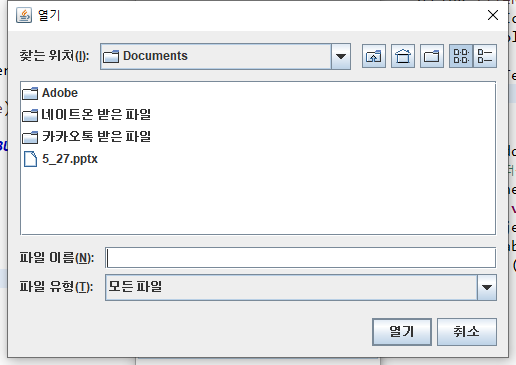 열기
찾는 위치(I):
Documents
Adobe
네이트온 받은 파일
카카오톡 받은 파일
5_27.pptx
파일 이름(N):
파일 유형(T):
모든 파일
열기
취소